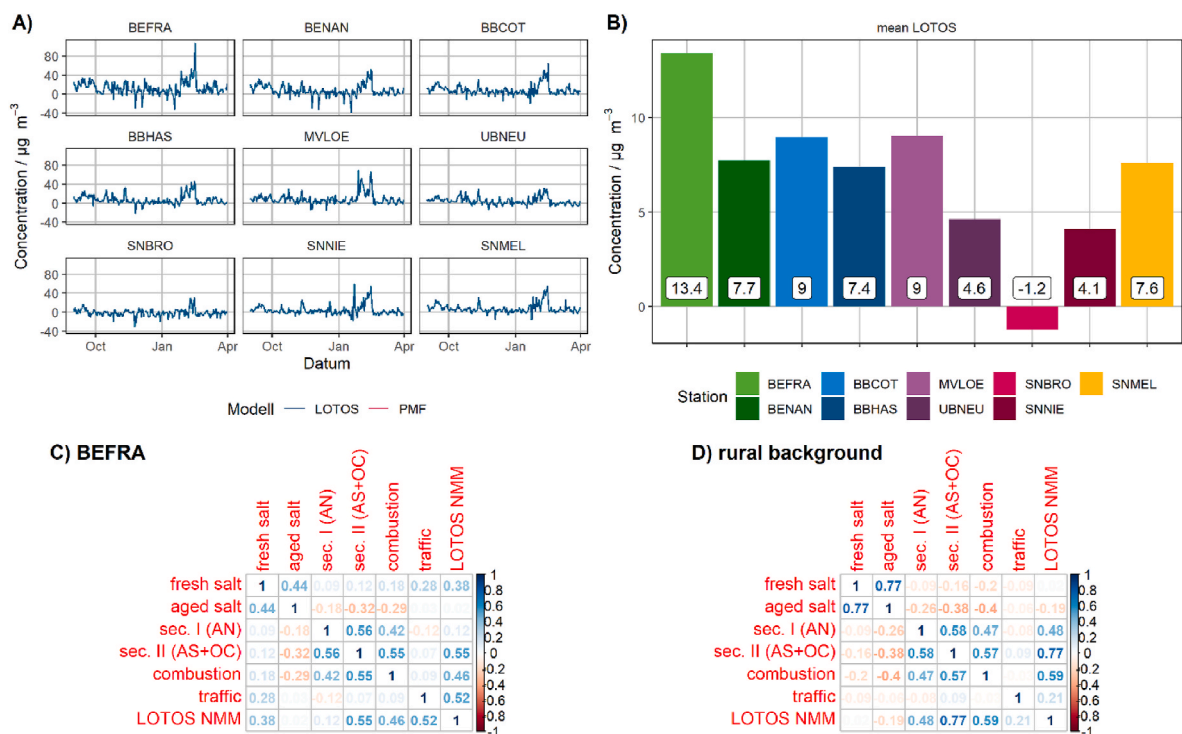 A)
BEFRA BENAN BBCOT
BBHAS MVLOE UBNEU
SNBRO SNNIE SNMEL
80
40
0
-40
80
40
0
-40
80
40
0
-40
Concentration / µg m⁻³
Oct Jan Apr Oct Jan Apr Oct Jan Apr
Datum
Modell LOTOS PMF
B)
mean LOTOS
Concentration / µg m⁻³
10
5
0
13.4 7.7 9 7.4 9 4.6 -1.2 4.1 7.6
Station
BEFRA BBCOT MVLOE SNBRO SNMEL
BENAN BBHAS UBNEU SNNIE
C) BEFRA
fresh salt
aged salt
sec. I (AN)
sec. II (AS+OC)
combustion
traffic
LOTOS NMM
fresh salt 1 0.44 0.09 0.12 0.18 0.28 0.38
aged salt 0.44 1 -0.18 -0.32 -0.29
sec. I (AN) 0.09 -0.18 1 0.56 0.42 -0.12 0.12
sec. II (AS+OC) 0.12 -0.32 0.56 1 0.55 0.07 0.55
combustion 0.18 -0.29 0.42 0.55 1 0.09 0.46
traffic 0.28 -0.12 0.07 0.09 1 0.52
LOTOS NMM 0.38 0.12 0.55 0.46 0.52 1
1
0.8
0.6
0.4
0.2
0
-0.2
-0.4
-0.6
-0.8
-1
D) rural background
fresh salt
aged salt
sec. I (AN)
sec. II (AS+OC)
combustion
traffic
LOTOS NMM
fresh salt 1 0.77 -0.09 -0.16 -0.2 -0.09
aged salt 0.77 1 -0.26 -0.38 -0.4 -0.19
sec. I (AN) -0.09 -0.26 1 0.58 0.47 0.48
sec. II (AS+OC) -0.16 -0.38 0.58 1 0.57 0.09 0.77
combustion -0.2 -0.4 0.47 0.57 1 0.59
traffic -0.09 0.09 1 0.21
LOTOS NMM -0.19 0.48 0.77 0.59 0.21 1
1
0.8
0.6
0.4
0.2
0
-0.2
-0.4
-0.6
-0.8
-1